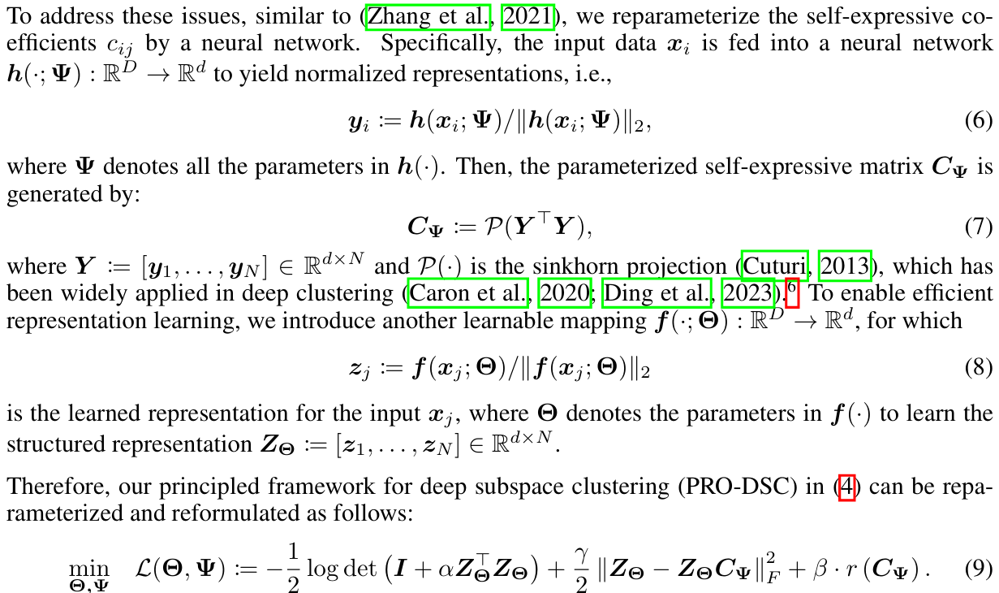 To address these issues, similar to (Zhang et al., 2021), we reparameterize the self-expressive co-
efficients $c_{ij}$ by a neural network. Specifically, the input data $\boldsymbol{x}_i$ is fed into a neural network
$\boldsymbol{h}(\cdot; \boldsymbol{\Psi}) : \mathbb{R}^D \to \mathbb{R}^d$ to yield normalized representations, i.e.,
$\boldsymbol{y}_i := \boldsymbol{h}(\boldsymbol{x}_i; \boldsymbol{\Psi})/\|\boldsymbol{h}(\boldsymbol{x}_i; \boldsymbol{\Psi})\|_2,$ (6)
where $\boldsymbol{\Psi}$ denotes all the parameters in $\boldsymbol{h}(\cdot)$. Then, the parameterized self-expressive matrix $\boldsymbol{C}_{\boldsymbol{\Psi}}$ is
generated by:
$\boldsymbol{C}_{\boldsymbol{\Psi}} := \mathcal{P}(\boldsymbol{Y}^\top \boldsymbol{Y}),$ (7)
where $\boldsymbol{Y} := [\boldsymbol{y}_1, \ldots, \boldsymbol{y}_N] \in \mathbb{R}^{d \times N}$ and $\mathcal{P}(\cdot)$ is the sinkhorn projection (Cuturi, 2013), which has
been widely applied in deep clustering (Caron et al., 2020; Ding et al., 2023).$^6$ To enable efficient
representation learning, we introduce another learnable mapping $\boldsymbol{f}(\cdot; \boldsymbol{\Theta}) : \mathbb{R}^D \to \mathbb{R}^d$, for which
$\boldsymbol{z}_j := \boldsymbol{f}(\boldsymbol{x}_j; \boldsymbol{\Theta})/\|\boldsymbol{f}(\boldsymbol{x}_j; \boldsymbol{\Theta})\|_2$ (8)
is the learned representation for the input $\boldsymbol{x}_j$, where $\boldsymbol{\Theta}$ denotes the parameters in $\boldsymbol{f}(\cdot)$ to learn the
structured representation $\boldsymbol{Z}_{\boldsymbol{\Theta}} := [\boldsymbol{z}_1, \ldots, \boldsymbol{z}_N] \in \mathbb{R}^{d \times N}$.
Therefore, our principled framework for deep subspace clustering (PRO-DSC) in (4) can be repa-
rameterized and reformulated as follows:
$\min_{\boldsymbol{\Theta}, \boldsymbol{\Psi}} \quad \mathcal{L}(\boldsymbol{\Theta}, \boldsymbol{\Psi}) := -\frac{1}{2} \log \det \left( \boldsymbol{I} + \alpha \boldsymbol{Z}_{\boldsymbol{\Theta}}^\top \boldsymbol{Z}_{\boldsymbol{\Theta}} \right) + \frac{\gamma}{2} \left\| \boldsymbol{Z}_{\boldsymbol{\Theta}} - \boldsymbol{Z}_{\boldsymbol{\Theta}} \boldsymbol{C}_{\boldsymbol{\Psi}} \right\|_F^2 + \beta \cdot r \left( \boldsymbol{C}_{\boldsymbol{\Psi}} \right).$ (9)